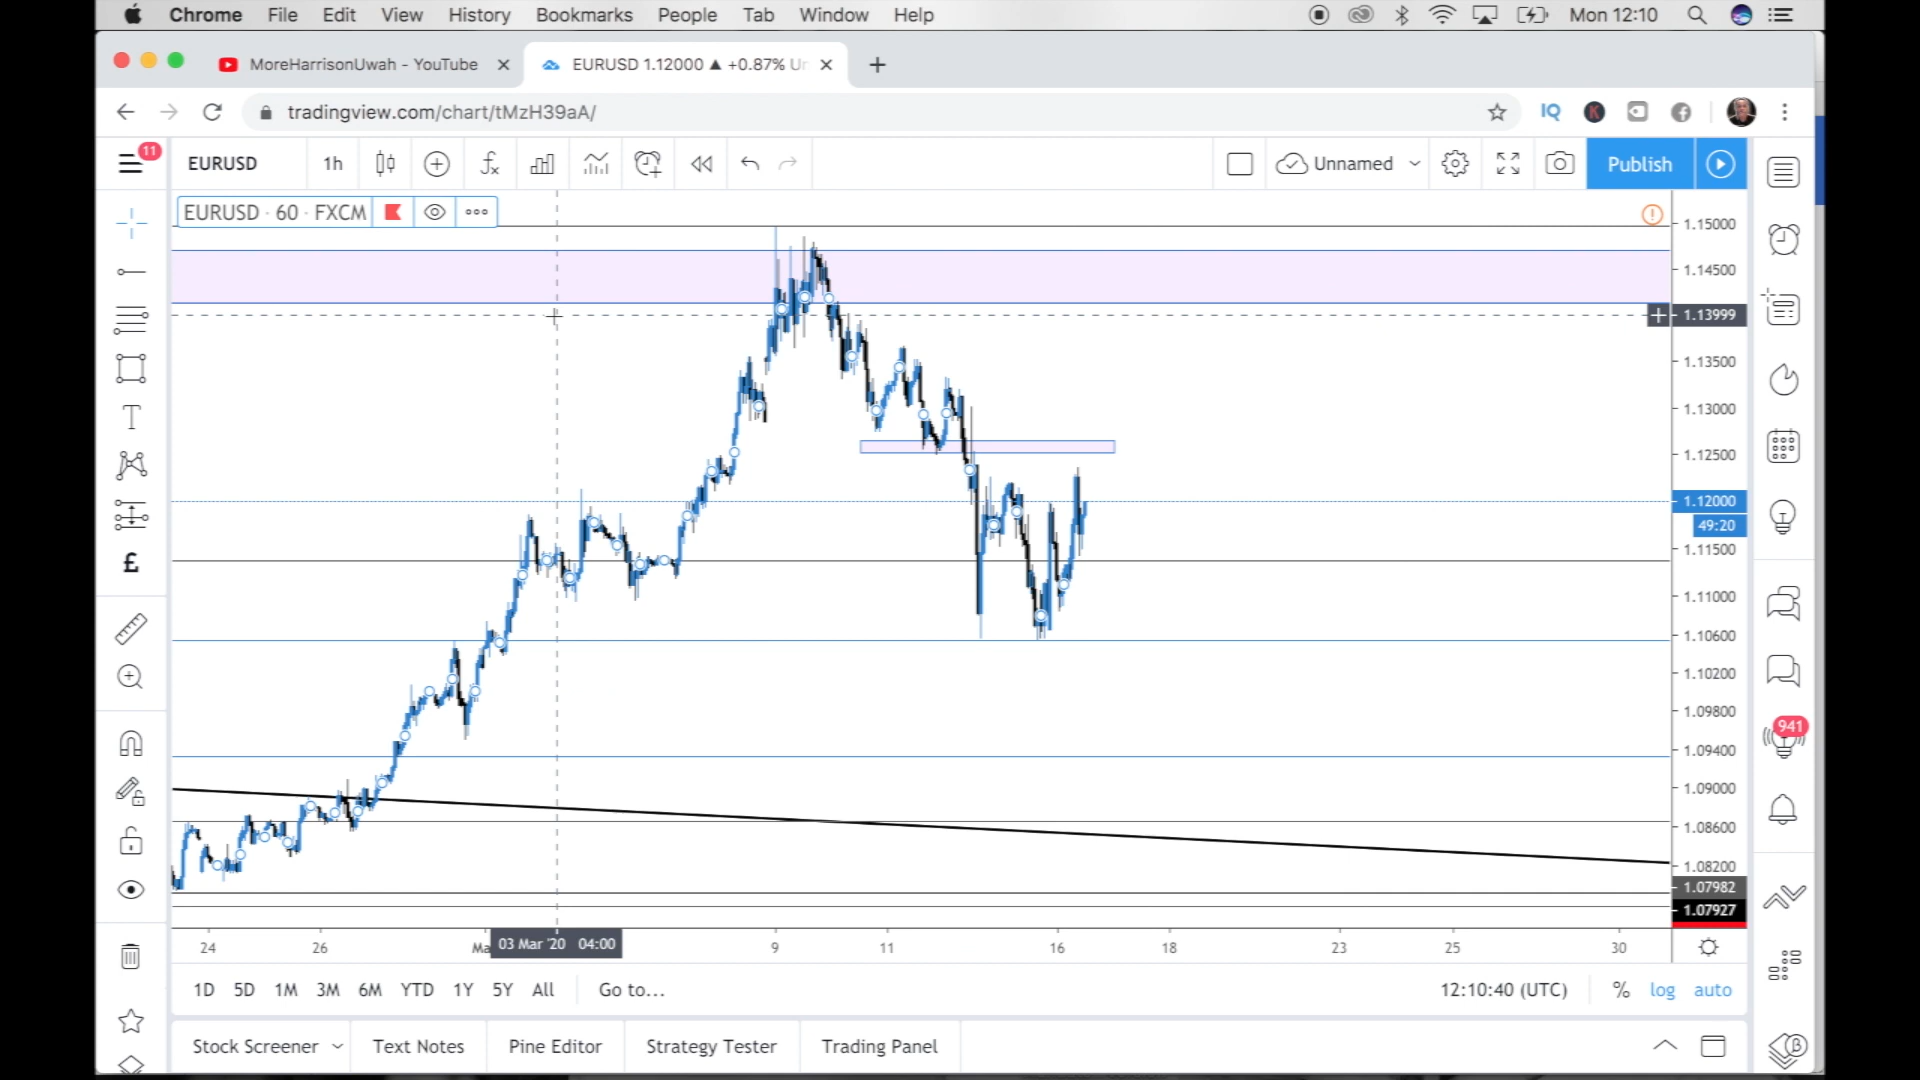 Chrome File Edit View History Bookmarks People Tab Window Help Mon 12:10
MoreHarrisonUwah - YouTube EURUSD 1.12000 ▲ +0.87% Un
tradingview.com/chart/tMzH39aA/ IQ K
11 EURUSD 1h Unnamed Publish
EURUSD · 60 · FXCM
1.15000
1.14500
1.13999
1.13500
1.13000
1.12500
1.12000
49:20
1.11500
1.11000
1.10600
1.10200
1.09800
1.09400
1.09000
1.08600
1.08200
1.07982
1.07927
T
£
941
24 26 Ma 03 Mar '20 04:00 9 11 16 18 23 25 30
1D 5D 1M 3M 6M YTD 1Y 5Y All Go to... 12:10:40 (UTC) % log auto
Stock Screener Text Notes Pine Editor Strategy Tester Trading Panel
β